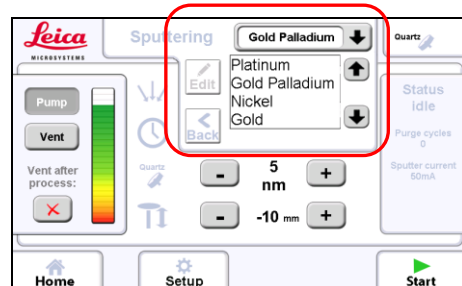 Leica
MICROSYSTEMS
Sputtering
Gold Palladium
Quartz
Edit
Back
Platinum
Gold Palladium
Nickel
Gold
Pump
Vent
Vent after
process:
Quartz
- 5 +
nm
- -10 mm +
Status
idle
Purge cycles
0
Sputter current
50mA
Home
Setup
Start